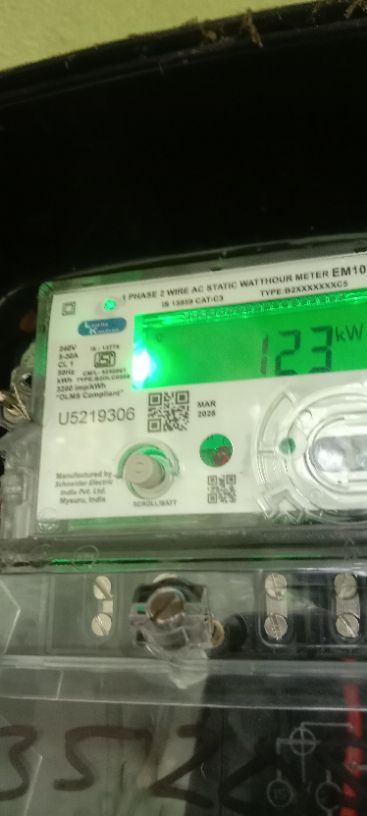 1 PHASE 2 WIRE AC STATIC WATTHOUR METER EM10
IS 13859 CAT-C3
TYPE:B2XXXXXXXC5
240V
5-30A
CL 1
50Hz
3200 imp/kWh
"DLMS Compliant"
123 kW
U5219306
MAR
2025
Manufactured by
Schneider Electric
India Pvt. Ltd.
Mysuru, India
SCROLL/BATT